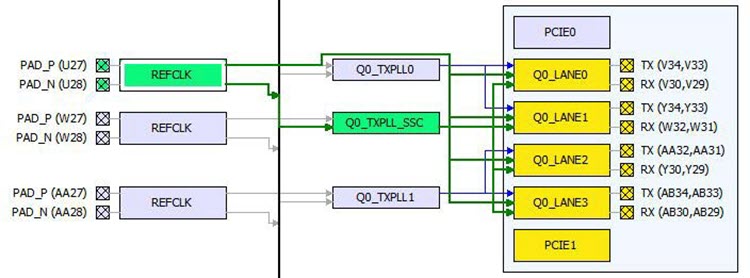 PCIE0
PAD_P (U27)
PAD_N (U28)
REFCLK
Q0_TXPLL0
Q0_LANE0
TX (V34,V33)
RX (V30,V29)
PAD_P (W27)
PAD_N (W28)
REFCLK
Q0_TXPLL_SSC
Q0_LANE1
TX (Y34,Y33)
RX (W32,W31)
Q0_LANE2
TX (AA32,AA31)
RX (Y30,Y29)
PAD_P (AA27)
PAD_N (AA28)
REFCLK
Q0_TXPLL1
Q0_LANE3
TX (AB34,AB33)
RX (AB30,AB29)
PCIE1